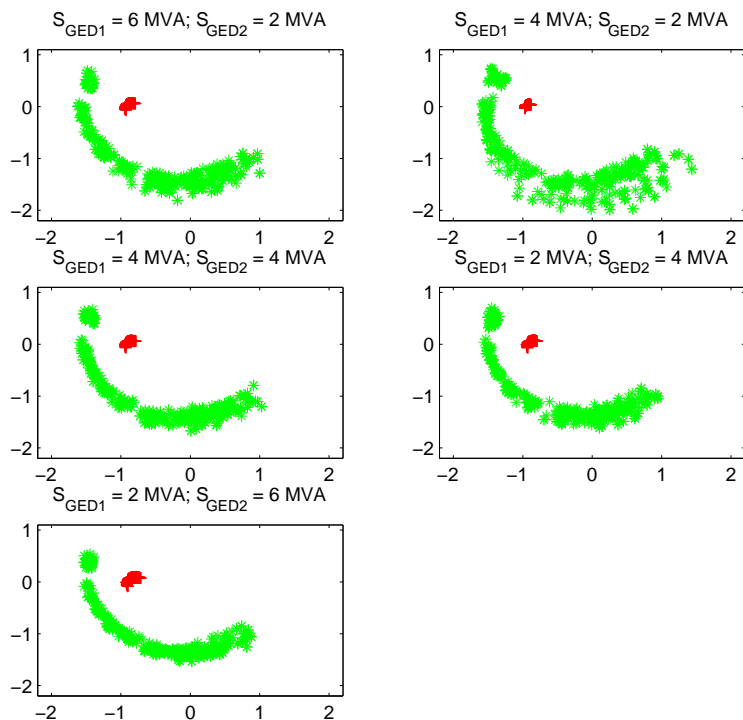 S_GED1 = 6 MVA; S_GED2 = 2 MVA
1
0
−1
−2
−2 −1 0 1 2
S_GED1 = 4 MVA; S_GED2 = 2 MVA
1
0
−1
−2
−2 −1 0 1 2
S_GED1 = 4 MVA; S_GED2 = 4 MVA
1
0
−1
−2
−2 −1 0 1 2
S_GED1 = 2 MVA; S_GED2 = 4 MVA
1
0
−1
−2
−2 −1 0 1 2
S_GED1 = 2 MVA; S_GED2 = 6 MVA
1
0
−1
−2
−2 −1 0 1 2